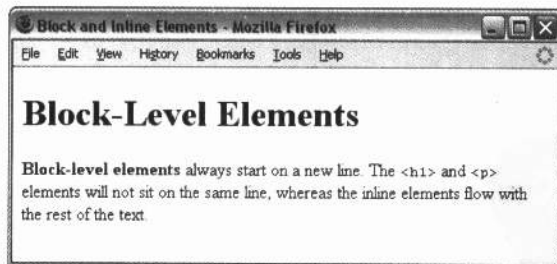 Block and Inline Elements - Mozilla Firefox
File Edit View History Bookmarks Tools Help
Block-Level Elements
Block-level elements always start on a new line. The <h1> and <p>
elements will not sit on the same line, whereas the inline elements flow with
the rest of the text.